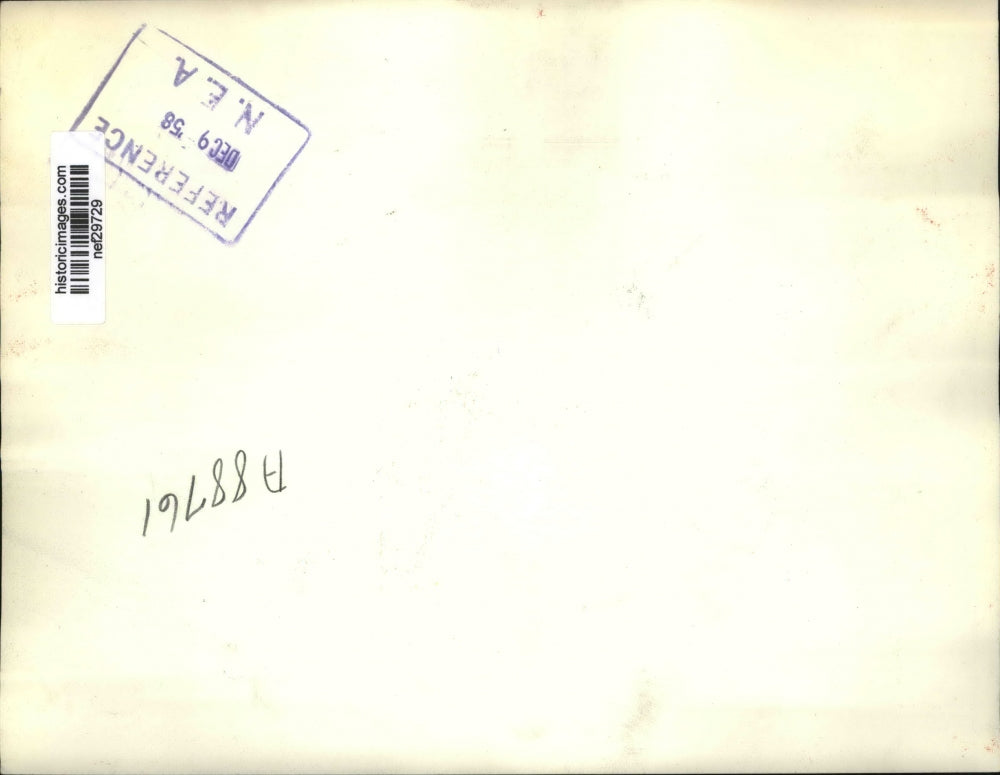 REFERENCE
DEC 9 '58
N. E. A.
historicimages.com
nef29729
A88761